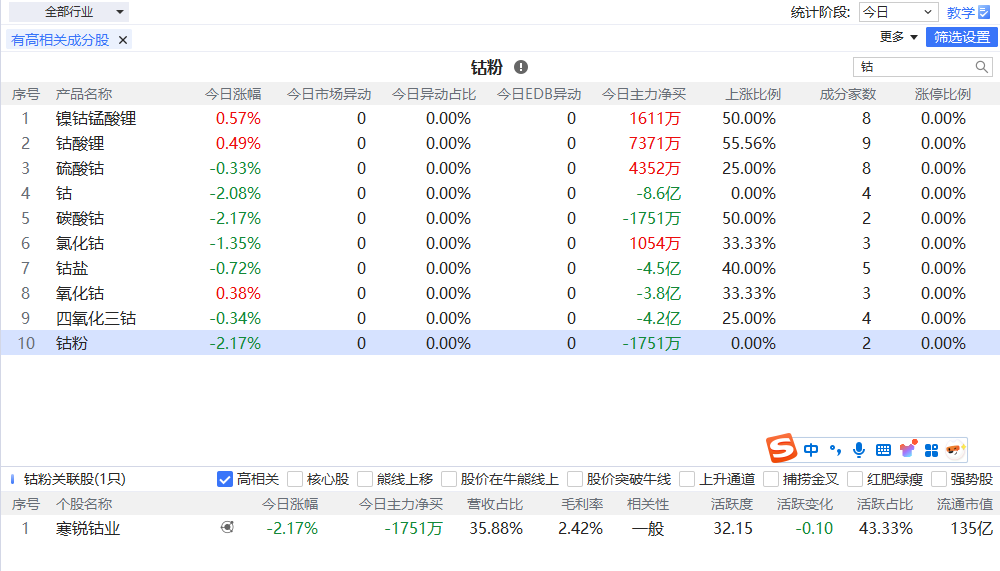 全部行业 统计阶段: 今日 教学
有高相关成分股 × 更多 筛选设置
钴粉 钴
序号 产品名称 今日涨幅 今日市场异动 今日异动占比 今日EDB异动 今日主力净买 上涨比例 成分家数 涨停比例
1 镍钴锰酸锂 0.57% 0 0.00% 0 1611万 50.00% 8 0.00%
2 钴酸锂 0.49% 0 0.00% 0 7371万 55.56% 9 0.00%
3 硫酸钴 -0.33% 0 0.00% 0 4352万 25.00% 8 0.00%
4 钴 -2.08% 0 0.00% 0 -8.6亿 0.00% 4 0.00%
5 碳酸钴 -2.17% 0 0.00% 0 -1751万 50.00% 2 0.00%
6 氯化钴 -1.35% 0 0.00% 0 1054万 33.33% 3 0.00%
7 钴盐 -0.72% 0 0.00% 0 -4.5亿 40.00% 5 0.00%
8 氧化钴 0.38% 0 0.00% 0 -3.8亿 33.33% 3 0.00%
9 四氧化三钴 -0.34% 0 0.00% 0 -4.2亿 25.00% 4 0.00%
10 钴粉 -2.17% 0 0.00% 0 -1751万 0.00% 2 0.00%
S 中
钴粉关联股(1只) 高相关 核心股 熊线上移 股价在牛熊线上 股价突破牛线 上升通道 捕捞金叉 红肥绿瘦 强势股
序号 个股名称 今日涨幅 今日主力净买 营收占比 毛利率 相关性 活跃度 活跃变化 活跃占比 流通市值
1 寒锐钴业 -2.17% -1751万 35.88% 2.42% 一般 32.15 -0.10 43.33% 135亿